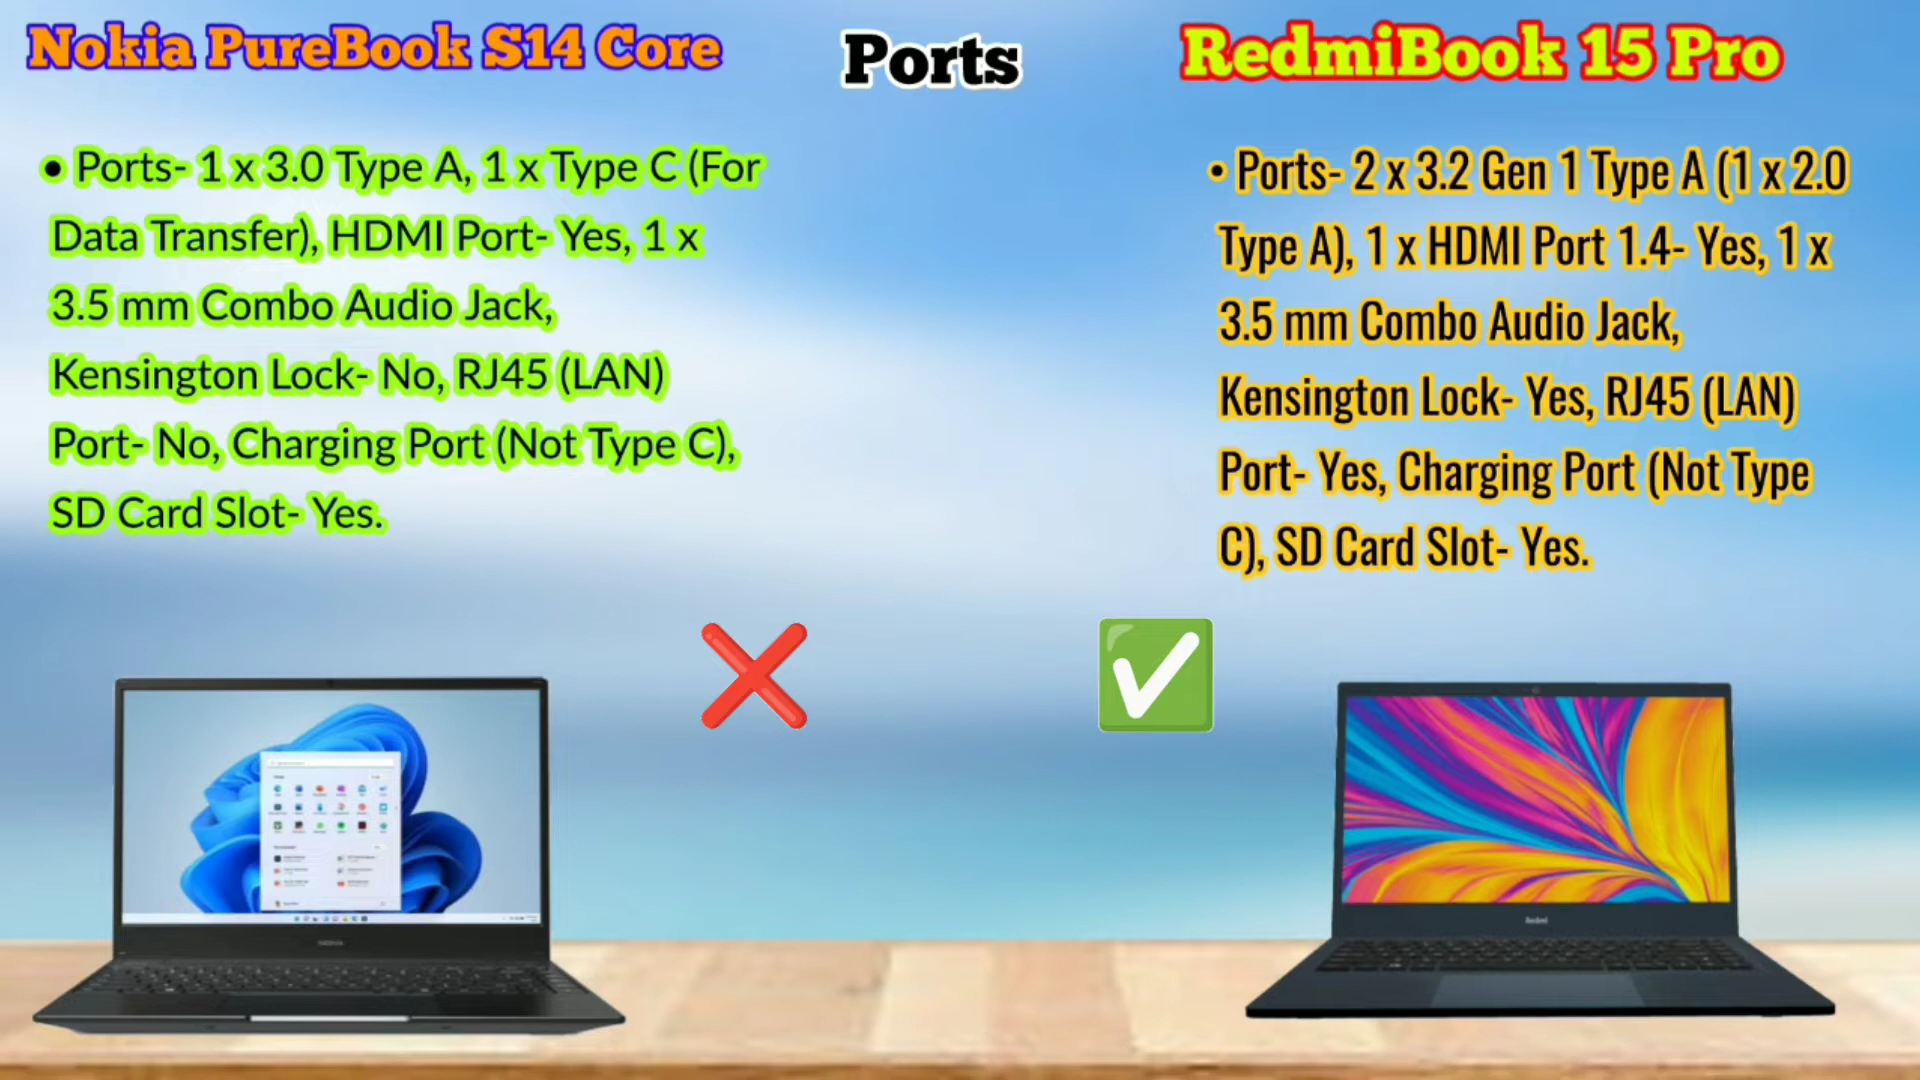 Nokia PureBook S14 Core
Ports
RedmiBook 15 Pro
• Ports- 1 x 3.0 Type A, 1 x Type C (For
Data Transfer), HDMI Port- Yes, 1 x
3.5 mm Combo Audio Jack,
Kensington Lock- No, RJ45 (LAN)
Port- No, Charging Port (Not Type C),
SD Card Slot- Yes.
• Ports- 2 x 3.2 Gen 1 Type A (1 x 2.0
Type A), 1 x HDMI Port 1.4- Yes, 1 x
3.5 mm Combo Audio Jack,
Kensington Lock- Yes, RJ45 (LAN)
Port- Yes, Charging Port (Not Type
C), SD Card Slot- Yes.
NOKIA
Redmi